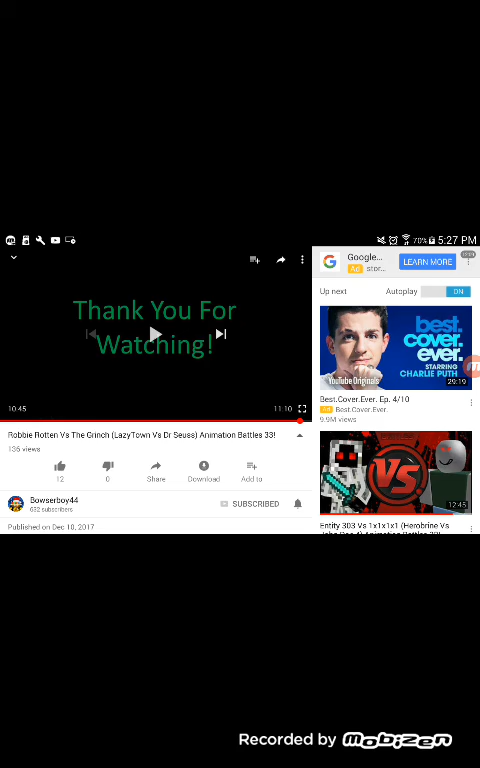 70% 5:27 PM
Thank You For
Watching!
10:45
11:10
Robbie Rotten Vs The Grinch (LazyTown Vs Dr Seuss) Animation Battles 33!
136 views
12
0
Share
Download
Add to
Bowserboy44
652 subscribers
SUBSCRIBED
Published on Dec 10, 2017
Google...
Ad stor...
LEARN MORE
Up next
Autoplay
ON
best.
cover.
ever.
STARRING
CHARLIE PUTH
YouTube Originals
29:19
Best.Cover.Ever. Ep. 4/10
Ad Best.Cover.Ever.
9.9M views
VS
12:45
Entity 303 Vs 1x1x1x1 (Herobrine Vs
Recorded by Mobizen